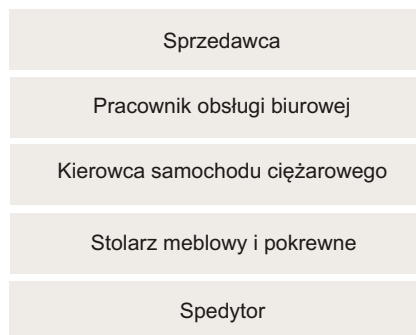 Sprzedawca
Pracownik obsługi biurowej
Kierowca samochodu ciężarowego
Stolarz meblowy i pokrewne
Spedytor